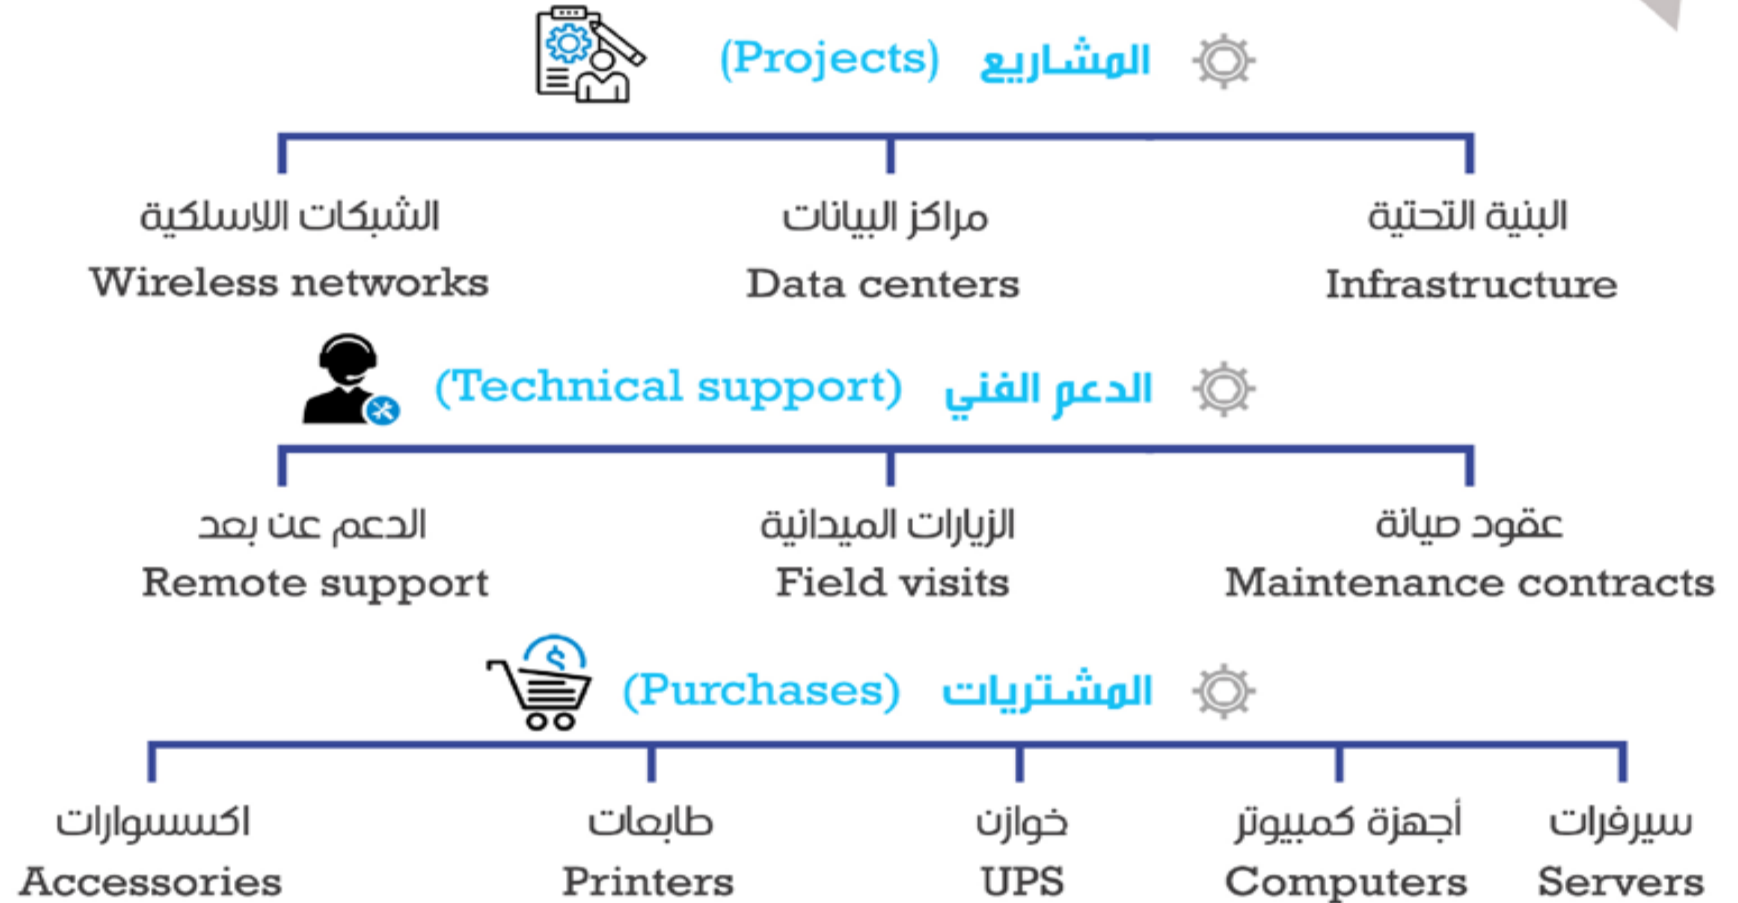 المشاريع (Projects)
البنية التحتية مراكز البيانات الشبكات اللاسلكية
Infrastructure Data centers Wireless networks
الدعم الفني (Technical support)
عقود صيانة الزيارات الميدانية الدعم عن بعد
Maintenance contracts Field visits Remote support
المشتريات (Purchases)
سيرفرات أجهزة كمبيوتر خوازن طابعات اكسسوارات
Servers Computers UPS Printers Accessories